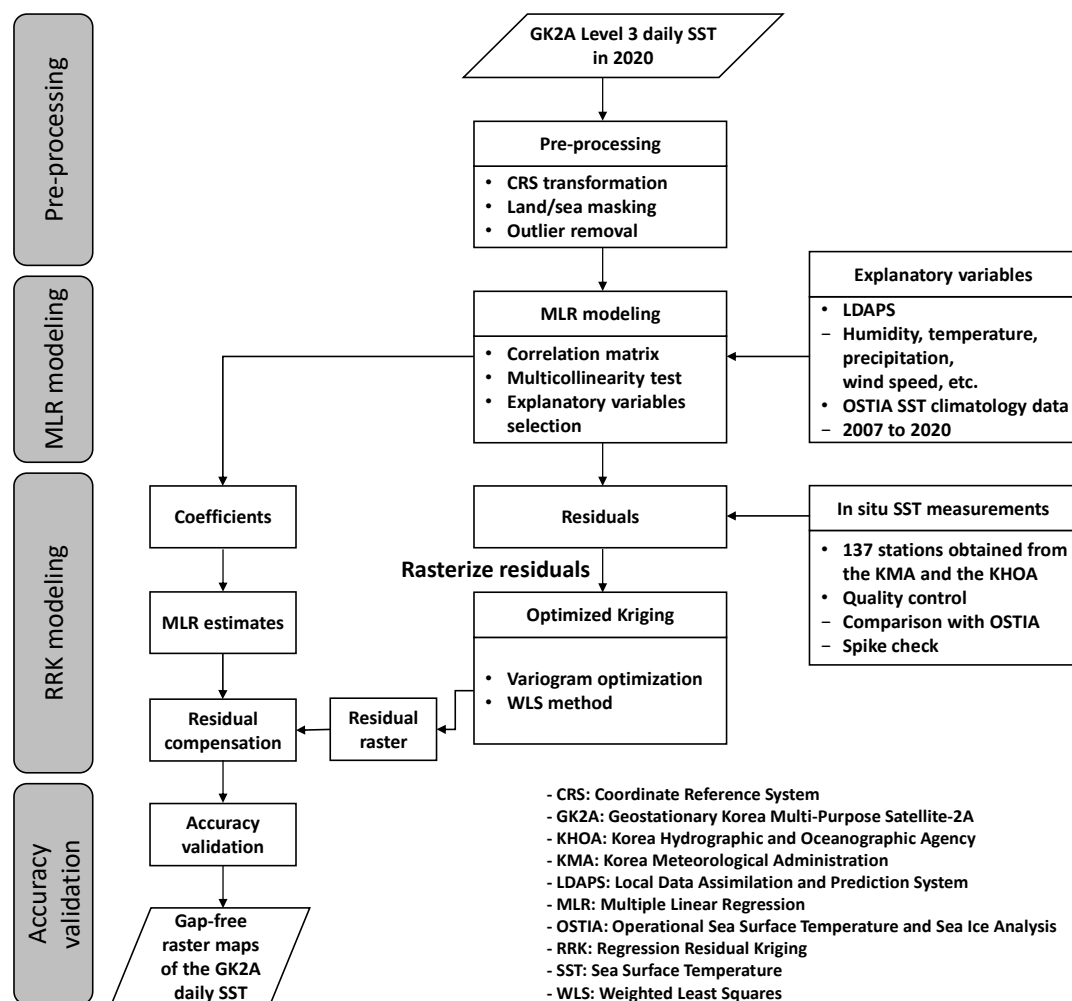 Pre-processing
MLR modeling
RRK modeling
Accuracy
validation
GK2A Level 3 daily SST
in 2020
Pre-processing
• CRS transformation
• Land/sea masking
• Outlier removal
MLR modeling
• Correlation matrix
• Multicollinearity test
• Explanatory variables
selection
Explanatory variables
• LDAPS
− Humidity, temperature,
precipitation,
wind speed, etc.
• OSTIA SST climatology data
− 2007 to 2020
Coefficients
Residuals
In situ SST measurements
• 137 stations obtained from
the KMA and the KHOA
• Quality control
− Comparison with OSTIA
− Spike check
Rasterize residuals
MLR estimates
Optimized Kriging
• Variogram optimization
• WLS method
Residual
compensation
Residual
raster
Accuracy
validation
Gap-free
raster maps
of the GK2A
daily SST
- CRS: Coordinate Reference System
- GK2A: Geostationary Korea Multi-Purpose Satellite-2A
- KHOA: Korea Hydrographic and Oceanographic Agency
- KMA: Korea Meteorological Administration
- LDAPS: Local Data Assimilation and Prediction System
- MLR: Multiple Linear Regression
- OSTIA: Operational Sea Surface Temperature and Sea Ice Analysis
- RRK: Regression Residual Kriging
- SST: Sea Surface Temperature
- WLS: Weighted Least Squares